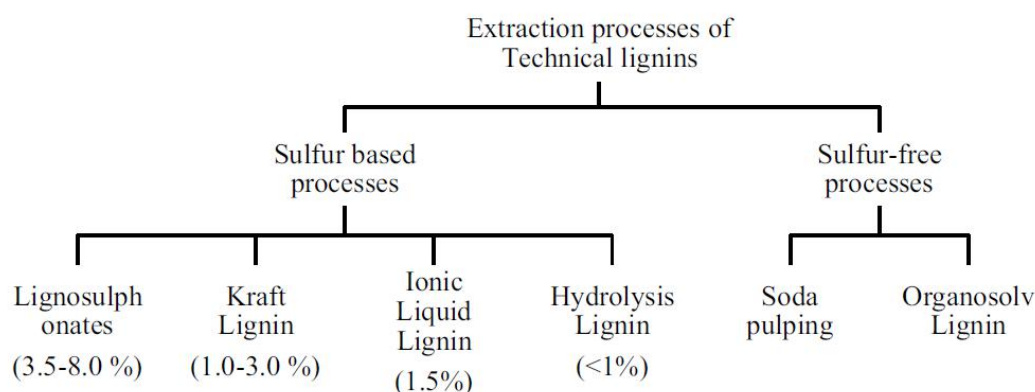 Extraction processes of
Technical lignins
Sulfur based
processes
Sulfur-free
processes
Lignosulph
onates
(3.5-8.0 %)
Kraft
Lignin
(1.0-3.0 %)
Ionic
Liquid
Lignin
(1.5%)
Hydrolysis
Lignin
(<1%)
Soda
pulping
Organosolv
Lignin